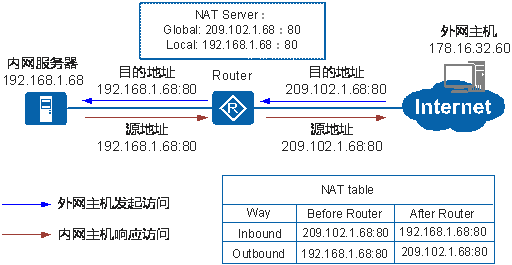 NAT Server：
Global: 209.102.1.68：80
Local: 192.168.1.68：80
外网主机
178.16.32.60
内网服务器
192.168.1.68
目的地址
192.168.1.68:80
Router
目的地址
209.102.1.68:80
R
Internet
源地址
192.168.1.68:80
源地址
209.102.1.68:80
外网主机发起访问
内网主机响应访问
NAT table
Way Before Router After Router
Inbound 209.102.1.68:80 192.168.1.68:80
Outbound 192.168.1.68:80 209.102.1.68:80